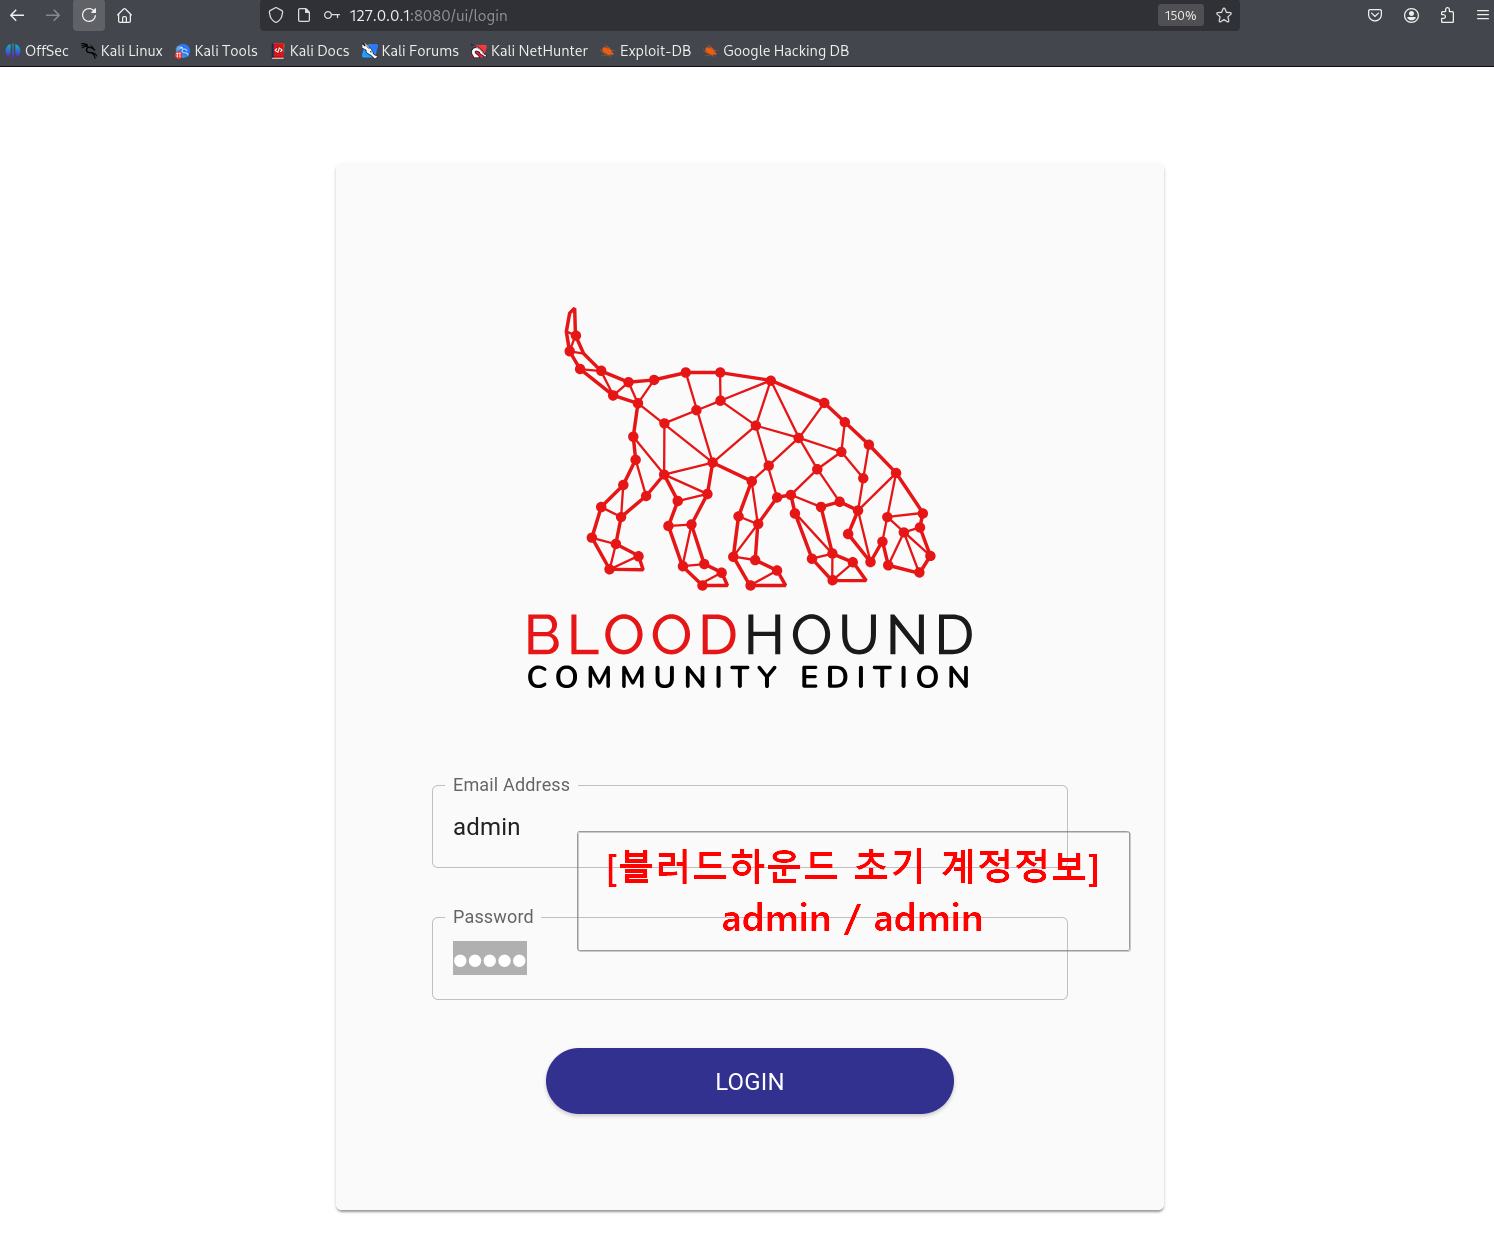 127.0.0.1:8080/ui/login 150%
OffSec Kali Linux Kali Tools Kali Docs Kali Forums Kali NetHunter Exploit-DB Google Hacking DB
BLOODHOUND
COMMUNITY EDITION
Email Address
admin
[블러드하운드 초기 계정정보]
admin / admin
Password
LOGIN